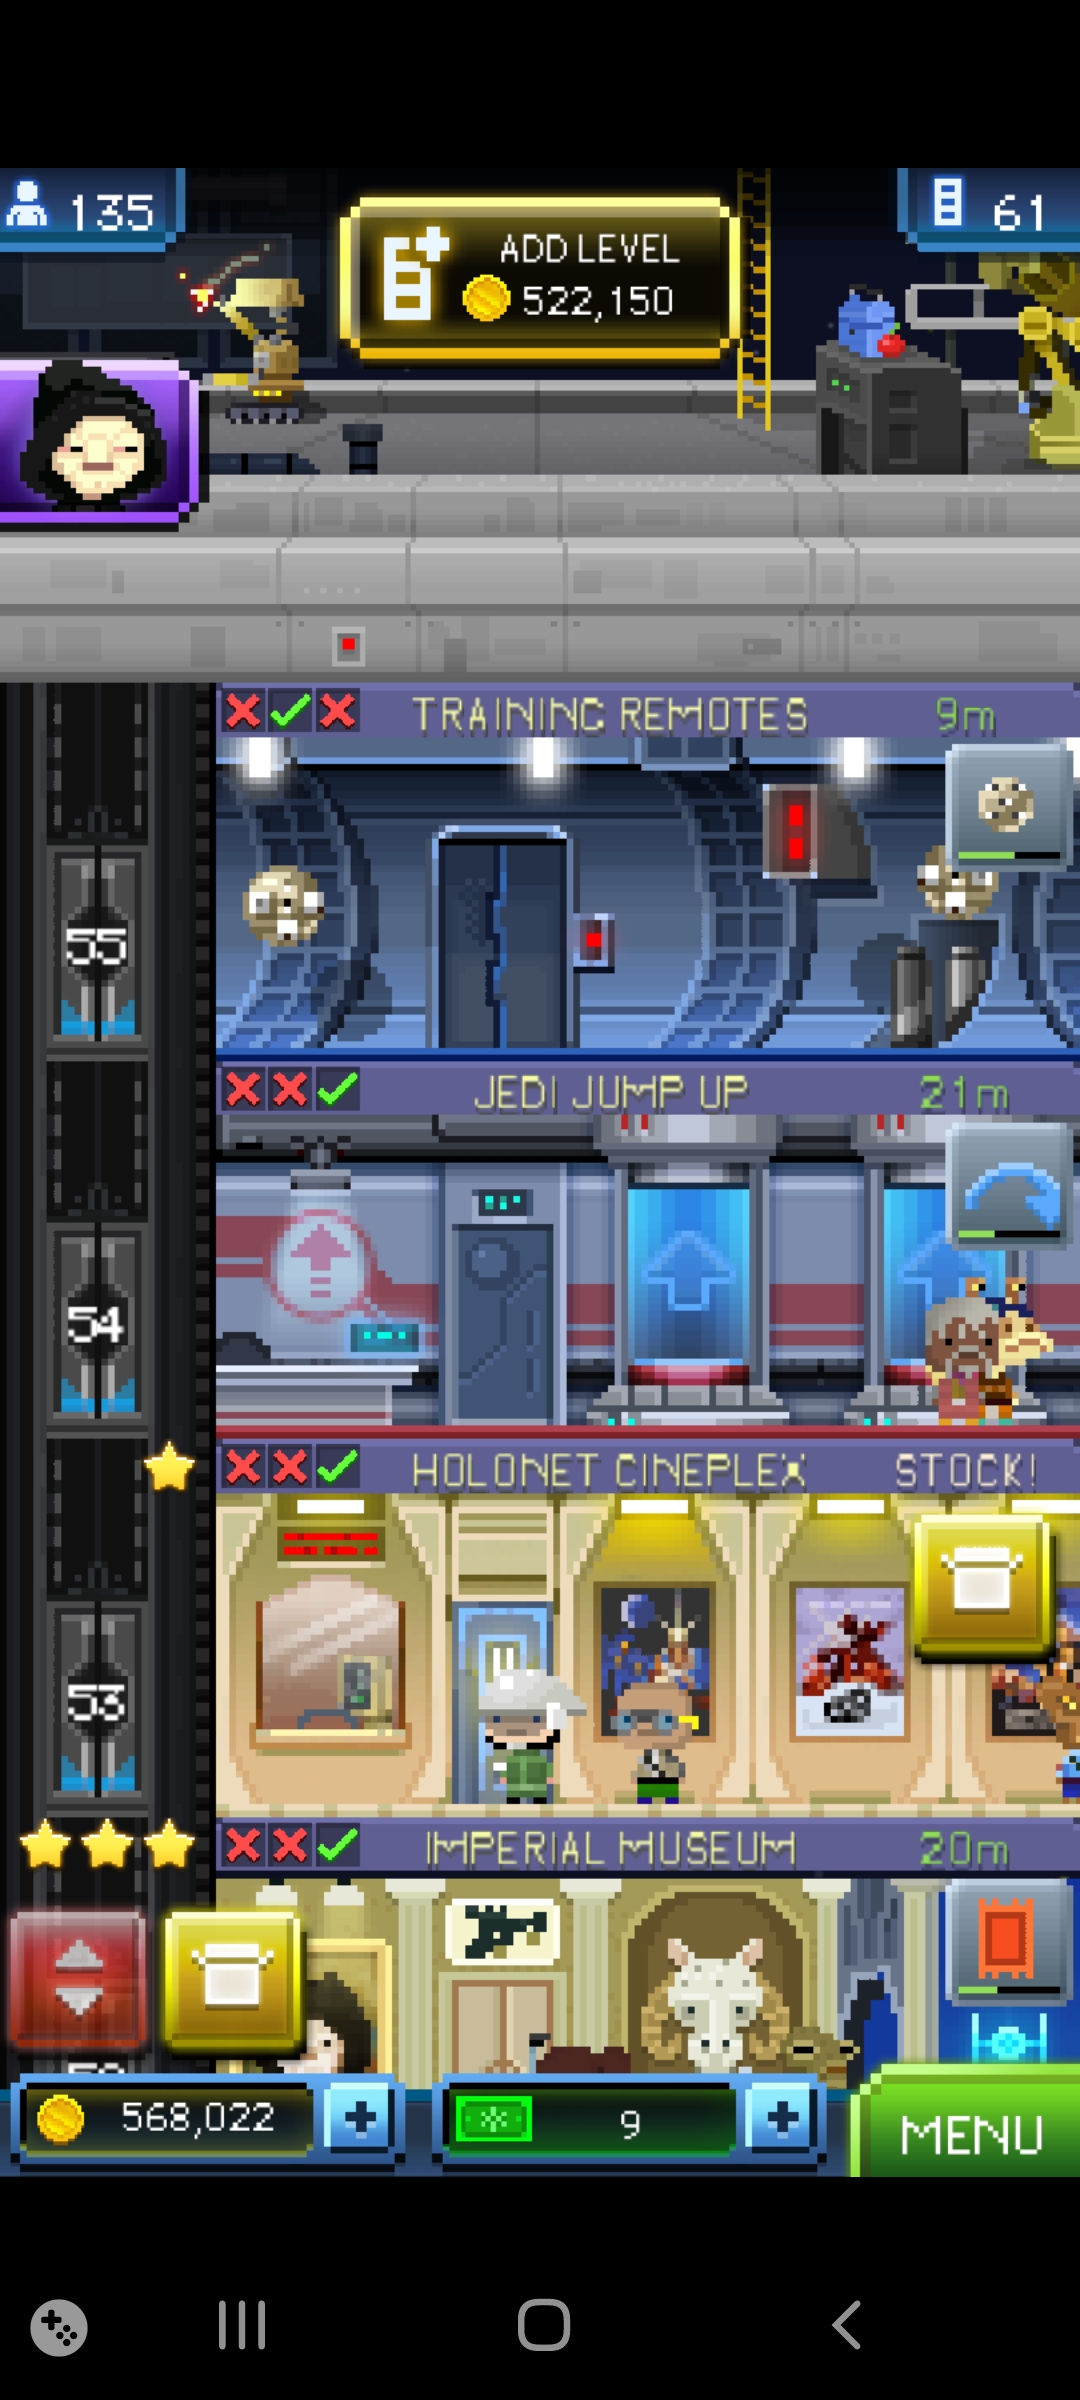 135
ADD LEVEL
522,150
61
TRAINING REMOTES 9m
55
JEDI JUMP UP 21m
54
HOLONET CINEPLEX STOCK!
53
IMPERIAL MUSEUM 20m
568,022
9
MENU